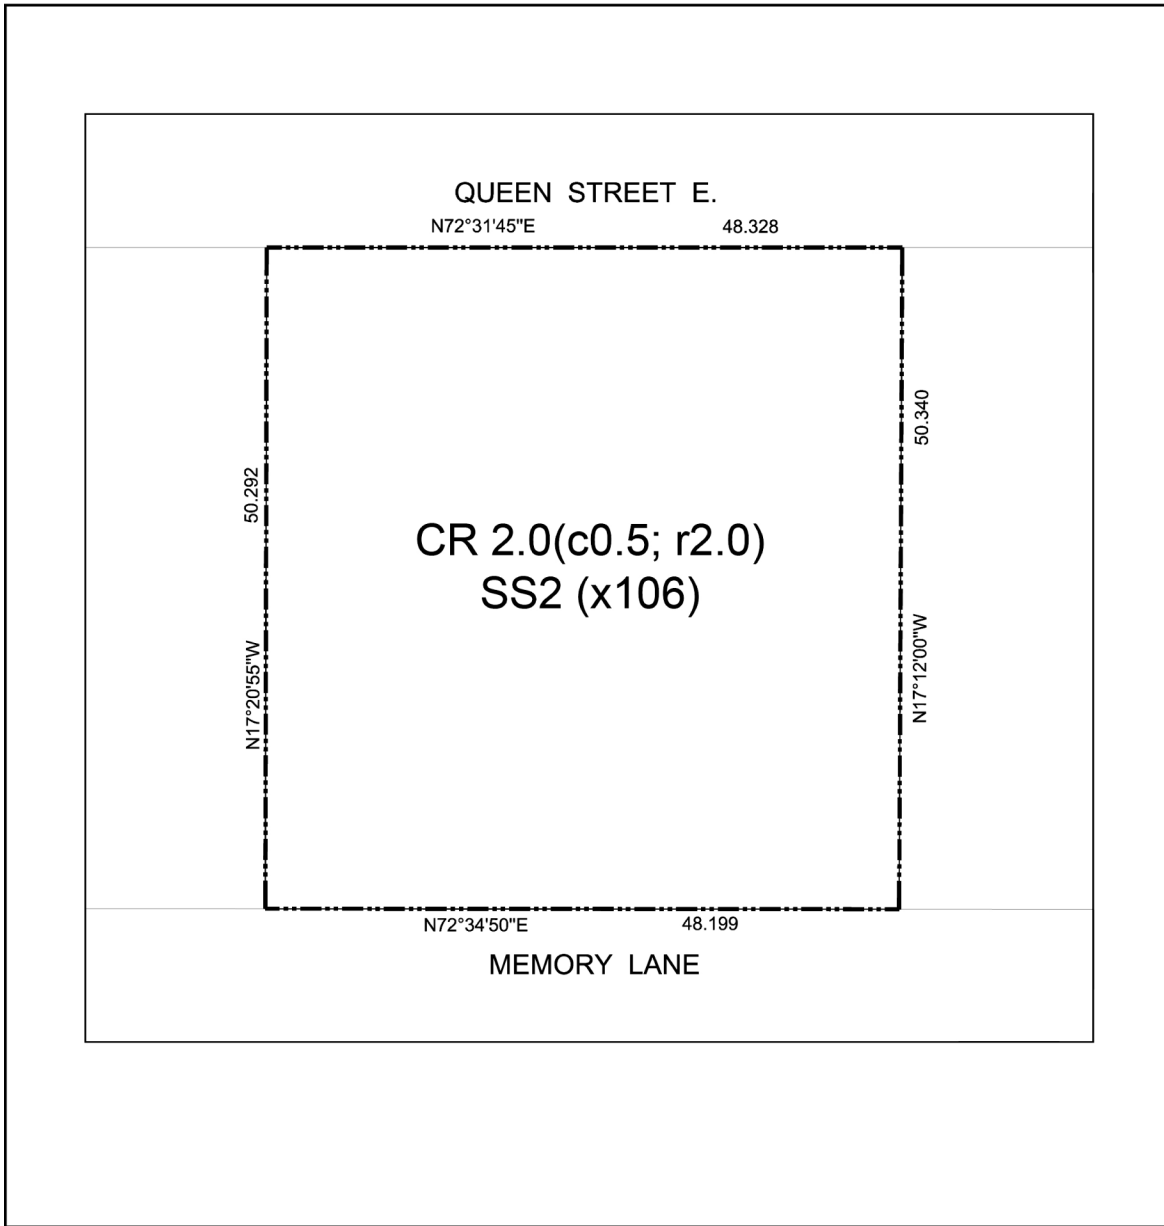 QUEEN STREET E.
N72°31'45"E 48.328
50.340
50.292
CR 2.0(c0.5; r2.0)
SS2 (x106)
N17°20'55"W
N17°12'00"W
N72°34'50"E 48.199
MEMORY LANE